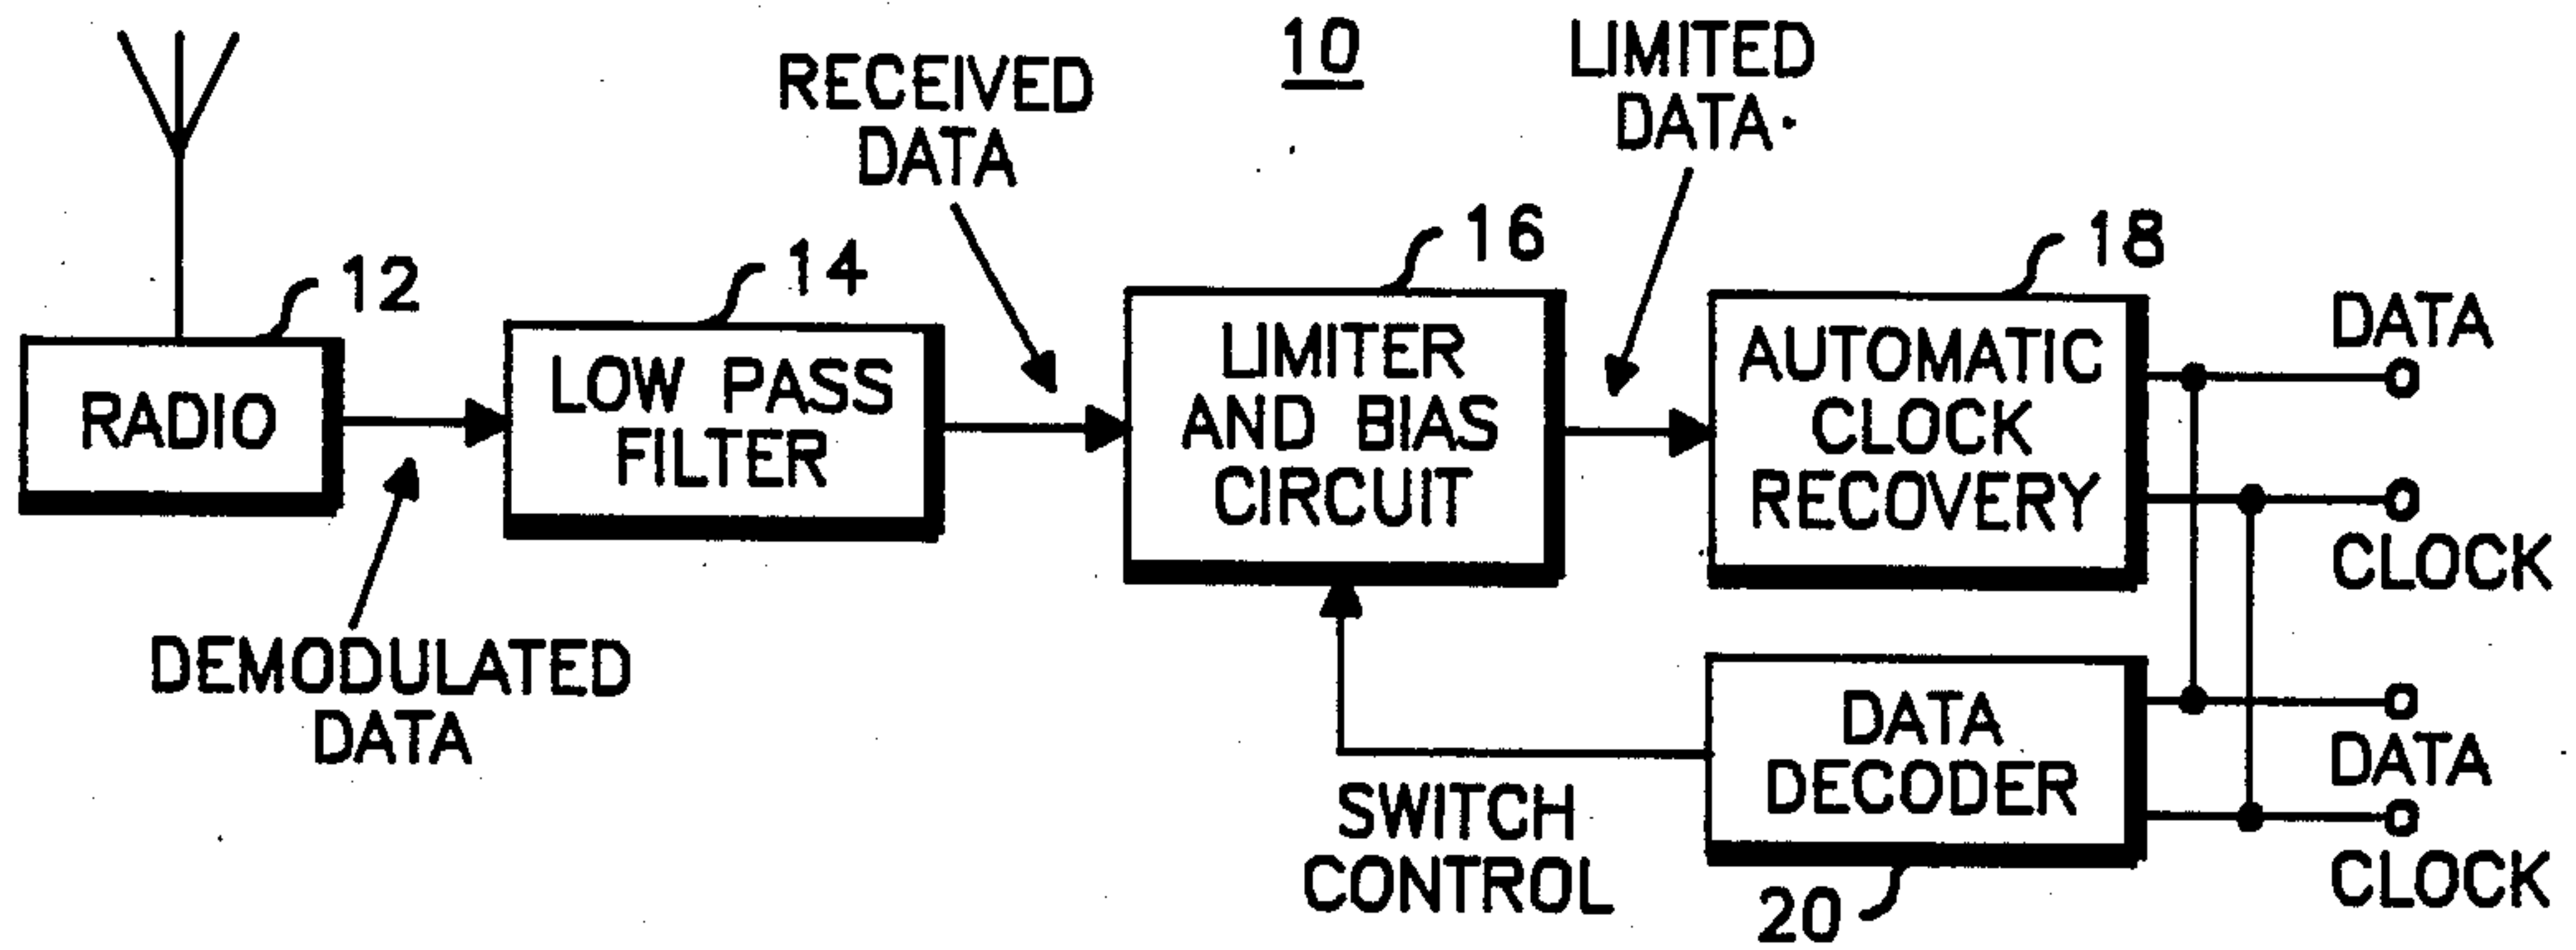 10
RECEIVED
DATA
LIMITED
DATA
12
14
16
18
RADIO
LOW PASS
FILTER
LIMITER
AND BIAS
CIRCUIT
AUTOMATIC
CLOCK
RECOVERY
DATA
CLOCK
DEMODULATED
DATA
SWITCH
CONTROL
DATA
DECODER
20
DATA
CLOCK